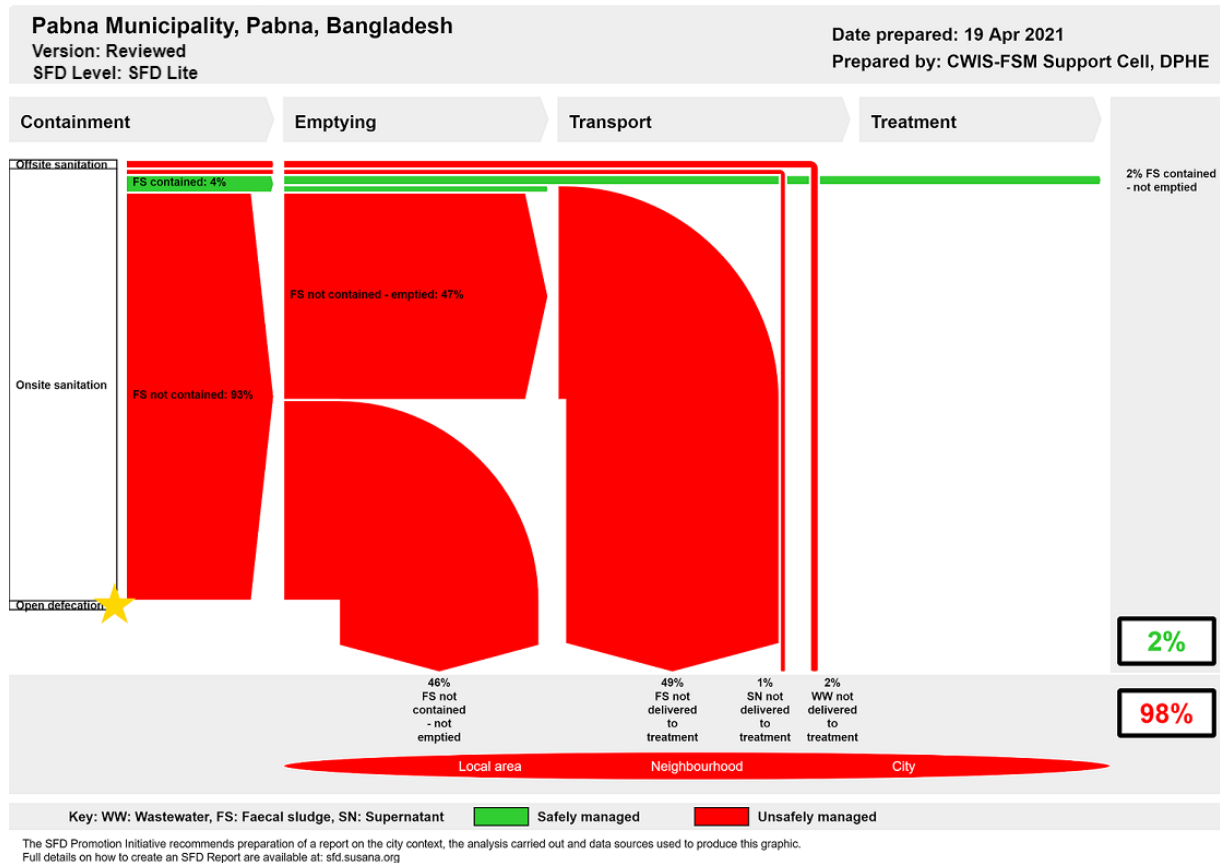 Pabna Municipality, Pabna, Bangladesh
Version: Reviewed
SFD Level: SFD Lite
Date prepared: 19 Apr 2021
Prepared by: CWIS-FSM Support Cell, DPHE
Containment
Emptying
Transport
Treatment
Offsite sanitation
FS contained: 4%
2% FS contained
- not emptied
FS not contained - emptied: 47%
Onsite sanitation
FS not contained: 93%
Open defecation
2%
98%
46%
FS not
contained
- not
emptied
49%
FS not
delivered
to
treatment
1%
SN not
delivered
to
treatment
2%
WW not
delivered
to
treatment
Local area
Neighbourhood
City
Key: WW: Wastewater, FS: Faecal sludge, SN: Supernatant
Safely managed
Unsafely managed
The SFD Promotion Initiative recommends preparation of a report on the city context, the analysis carried out and data sources used to produce this graphic.
Full details on how to create an SFD Report are available at: sfd.susana.org